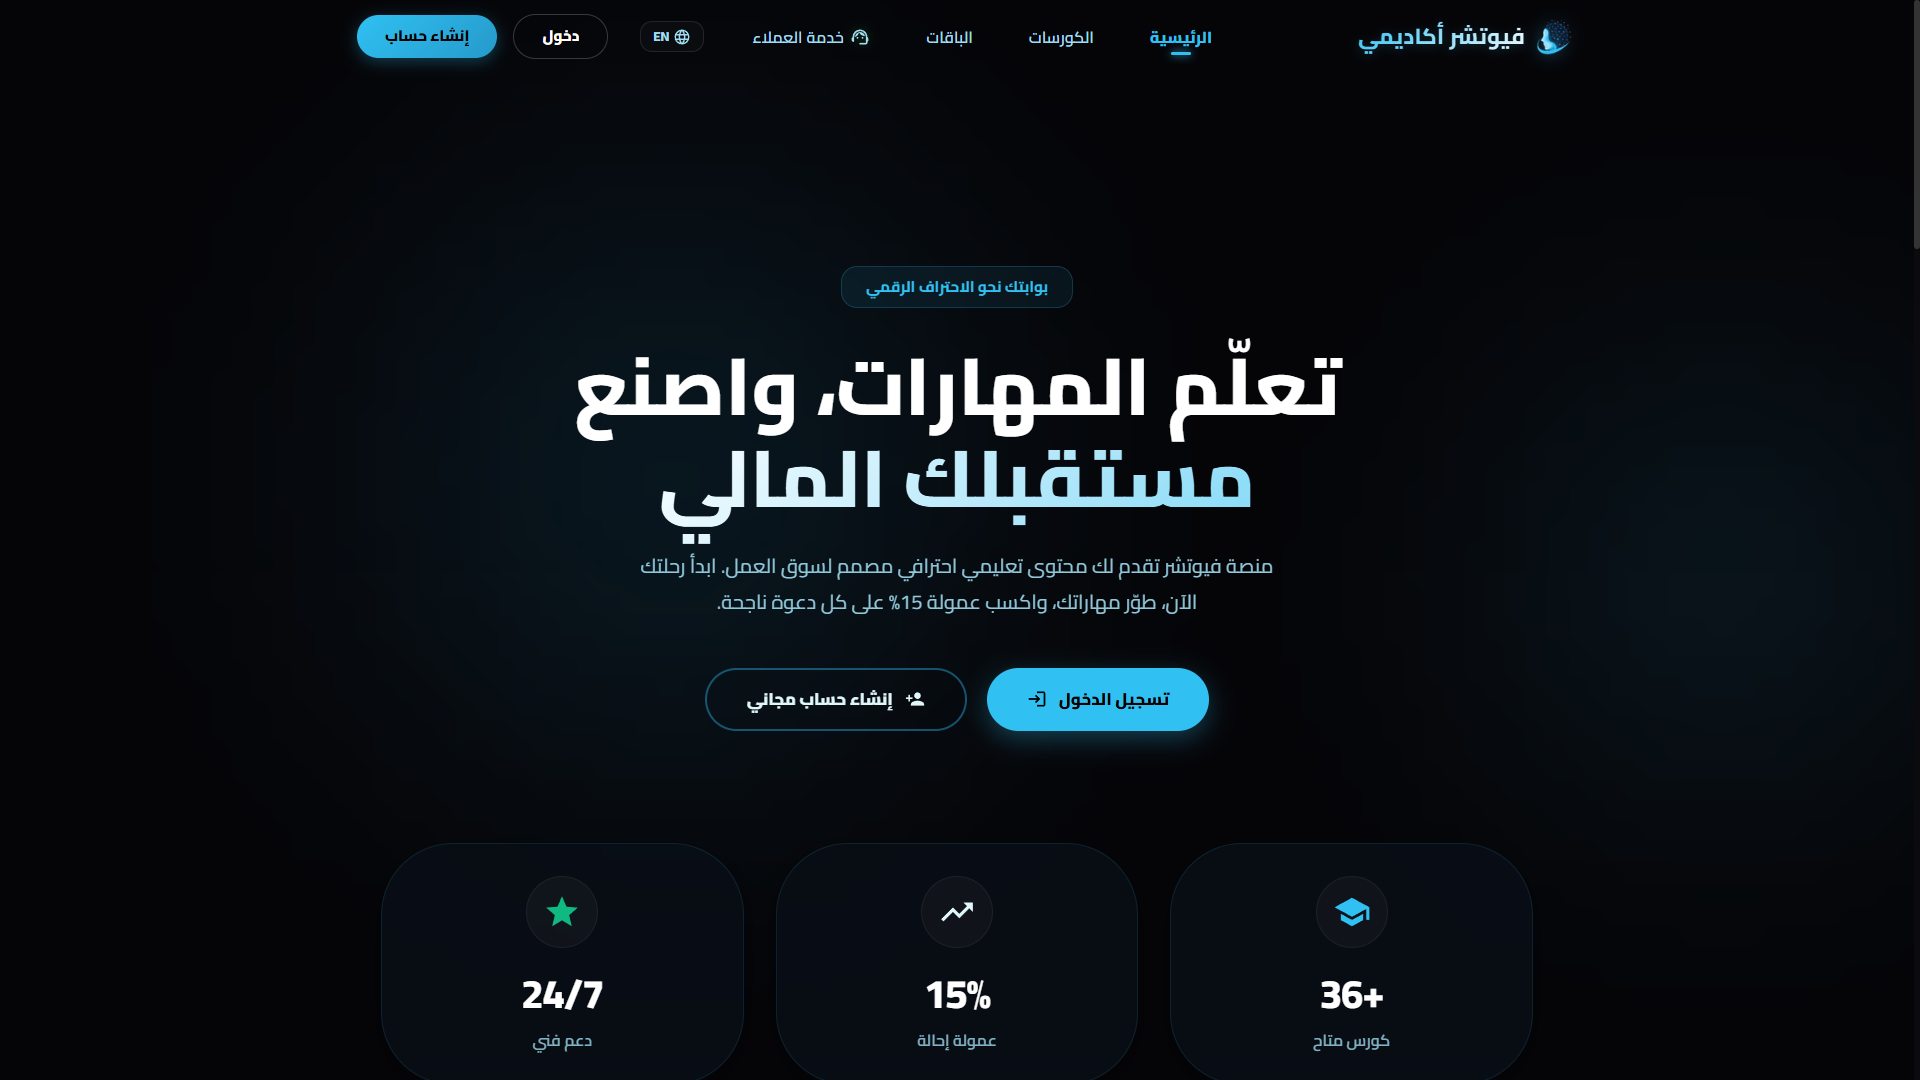 فيوتشر أكاديمي
الرئيسية
الكورسات
الباقات
خدمة العملاء
EN
دخول
إنشاء حساب
بوابتك نحو الاحتراف الرقمي
تعلّم المهارات، واصنع
مستقبلك المالي
منصة فيوتشر تقدم لك محتوى تعليمي احترافي مصمم لسوق العمل. ابدأ رحلتك
الآن، طوّر مهاراتك، واكسب عمولة 15% على كل دعوة ناجحة.
تسجيل الدخول
إنشاء حساب مجاني
36+
كورس متاح
15%
عمولة إحالة
24/7
دعم فني